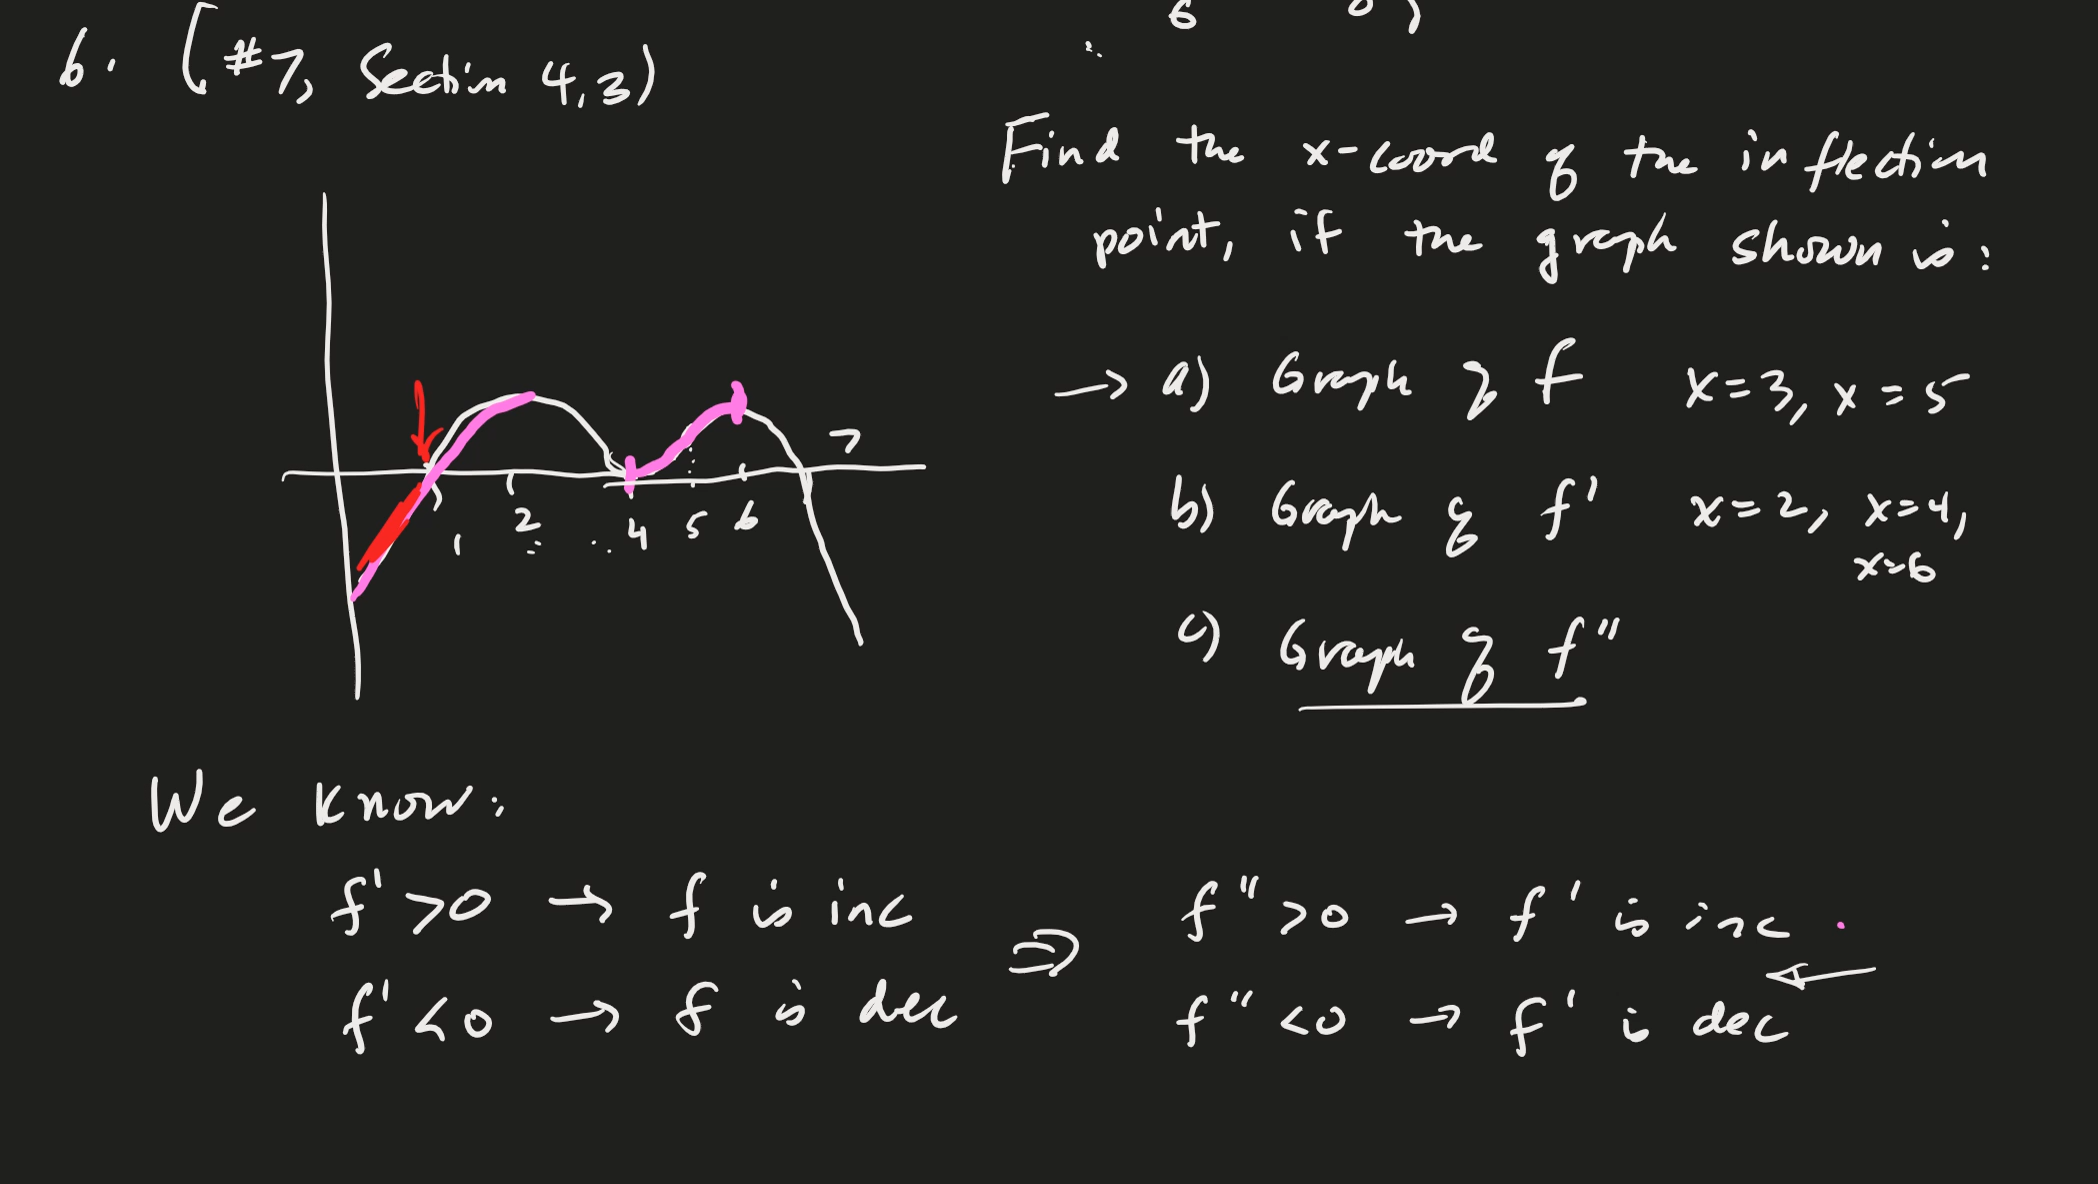 6. (#7, Section 4.3)
Find the x-coord of the inflection
point, if the graph shown is:
→ a) Graph of f x=3, x=5
b) Graph of f' x=2, x=4,
x=6
c) Graph of f"
7
1 2 4 5 6
We know:
f'>0 → f is inc ⇒ f">0 → f' is inc
f'<0 → f is dec f"<0 → f' is dec